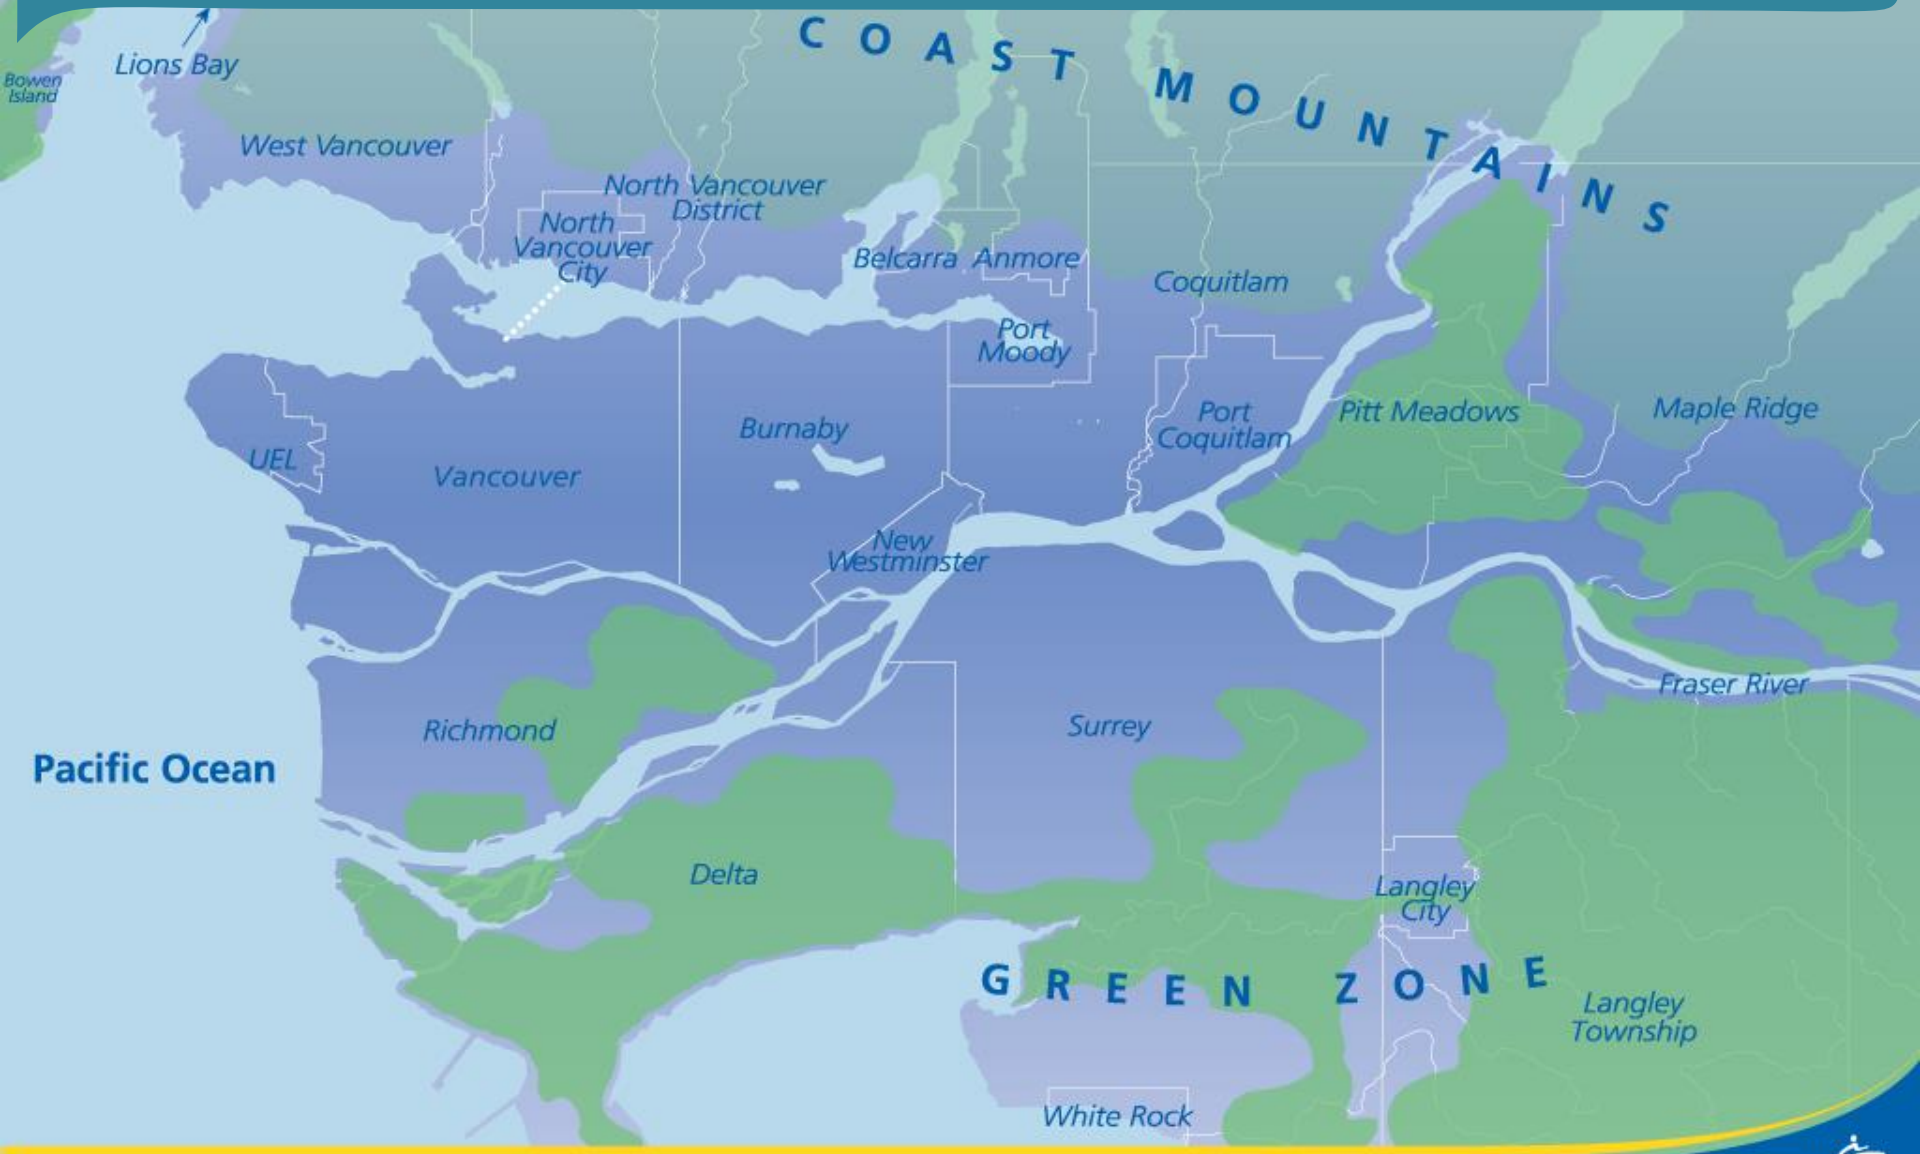 COAST MOUNTAINS
Lions Bay
Bowen
Island
West Vancouver
North Vancouver
District
North
Vancouver
City
Belcarra
Anmore
Coquitlam
Port
Moody
Port
Coquitlam
Pitt Meadows
Maple Ridge
Burnaby
UEL
Vancouver
New
Westminster
Fraser River
Richmond
Surrey
Pacific Ocean
Delta
Langley
City
GREEN ZONE
Langley
Township
White Rock